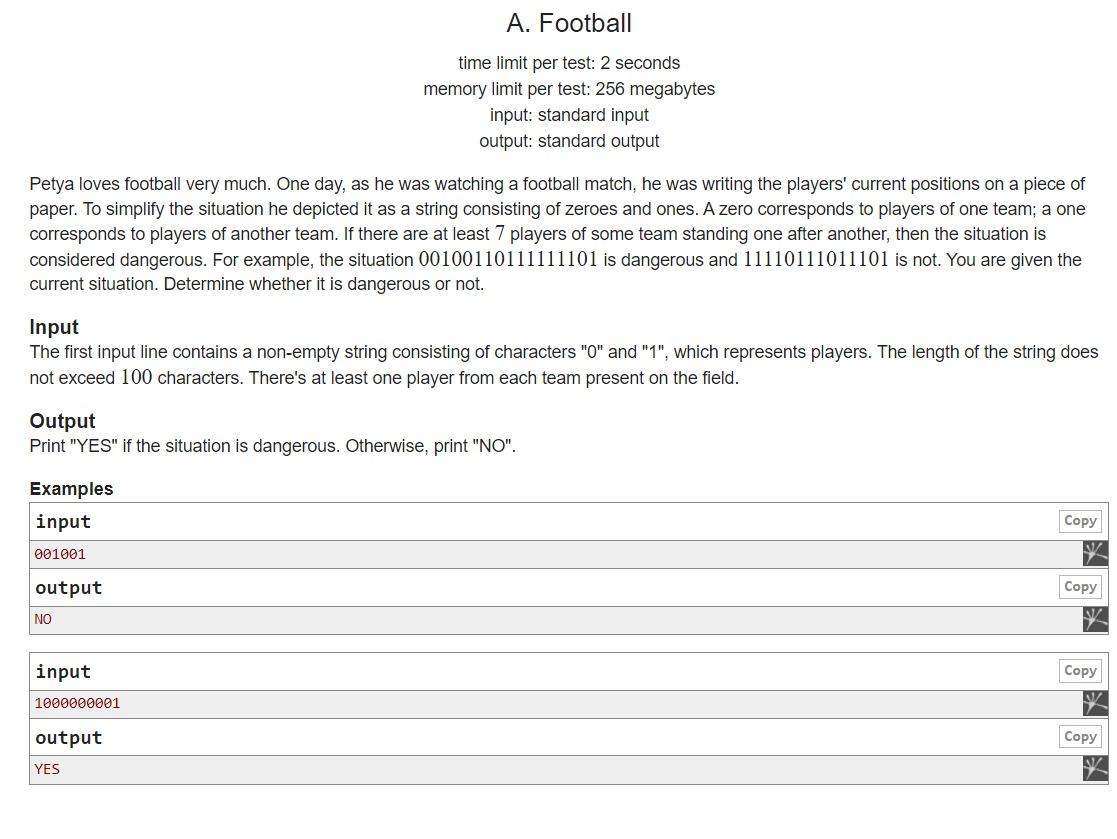 A. Football
time limit per test: 2 seconds
memory limit per test: 256 megabytes
input: standard input
output: standard output
Petya loves football very much. One day, as he was watching a football match, he was writing the players' current positions on a piece of
paper. To simplify the situation he depicted it as a string consisting of zeroes and ones. A zero corresponds to players of one team; a one
corresponds to players of another team. If there are at least 7 players of some team standing one after another, then the situation is
considered dangerous. For example, the situation 00100110111111101 is dangerous and 11110111011101 is not. You are given the
current situation. Determine whether it is dangerous or not.
Input
The first input line contains a non-empty string consisting of characters "0" and "1", which represents players. The length of the string does
not exceed 100 characters. There's at least one player from each team present on the field.
Output
Print "YES" if the situation is dangerous. Otherwise, print "NO".
Examples
input Copy
001001
output Copy
NO
input Copy
1000000001
output Copy
YES